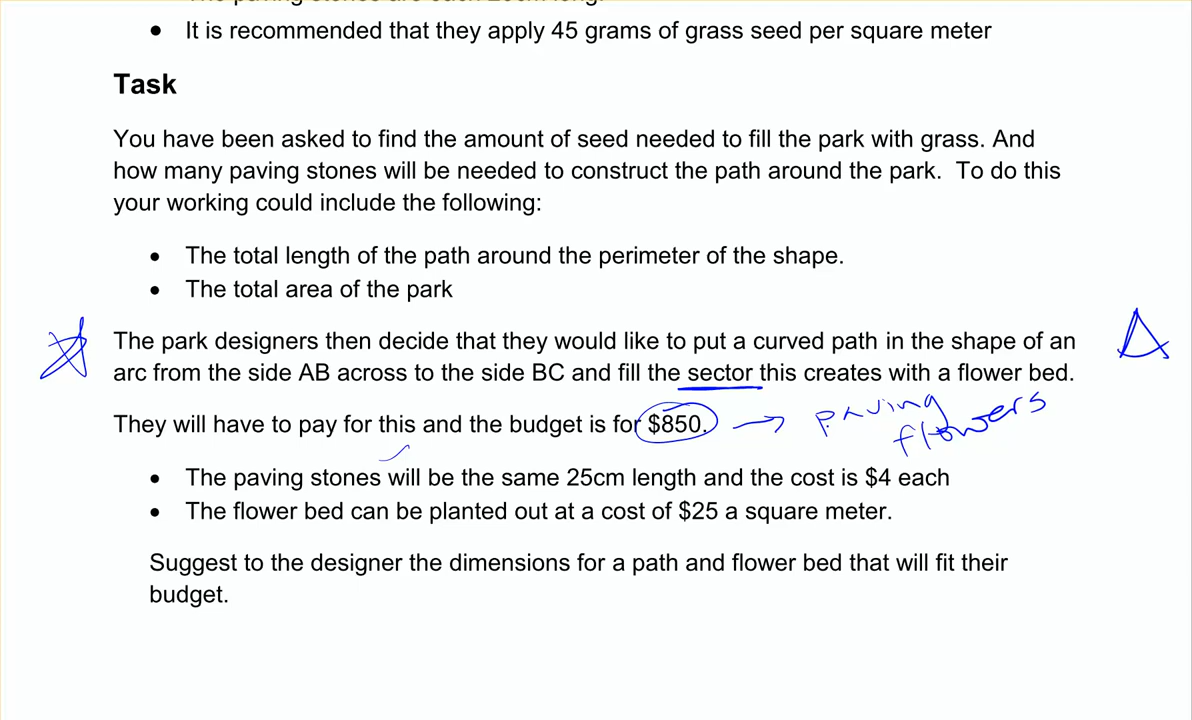 The paving stones are each 25cm long.
It is recommended that they apply 45 grams of grass seed per square meter
Task
You have been asked to find the amount of seed needed to fill the park with grass. And
how many paving stones will be needed to construct the path around the park. To do this
your working could include the following:
The total length of the path around the perimeter of the shape.
The total area of the park
The park designers then decide that they would like to put a curved path in the shape of an
arc from the side AB across to the side BC and fill the sector this creates with a flower bed.
They will have to pay for this and the budget is for $850.
paving
flowers
The paving stones will be the same 25cm length and the cost is $4 each
The flower bed can be planted out at a cost of $25 a square meter.
Suggest to the designer the dimensions for a path and flower bed that will fit their
budget.